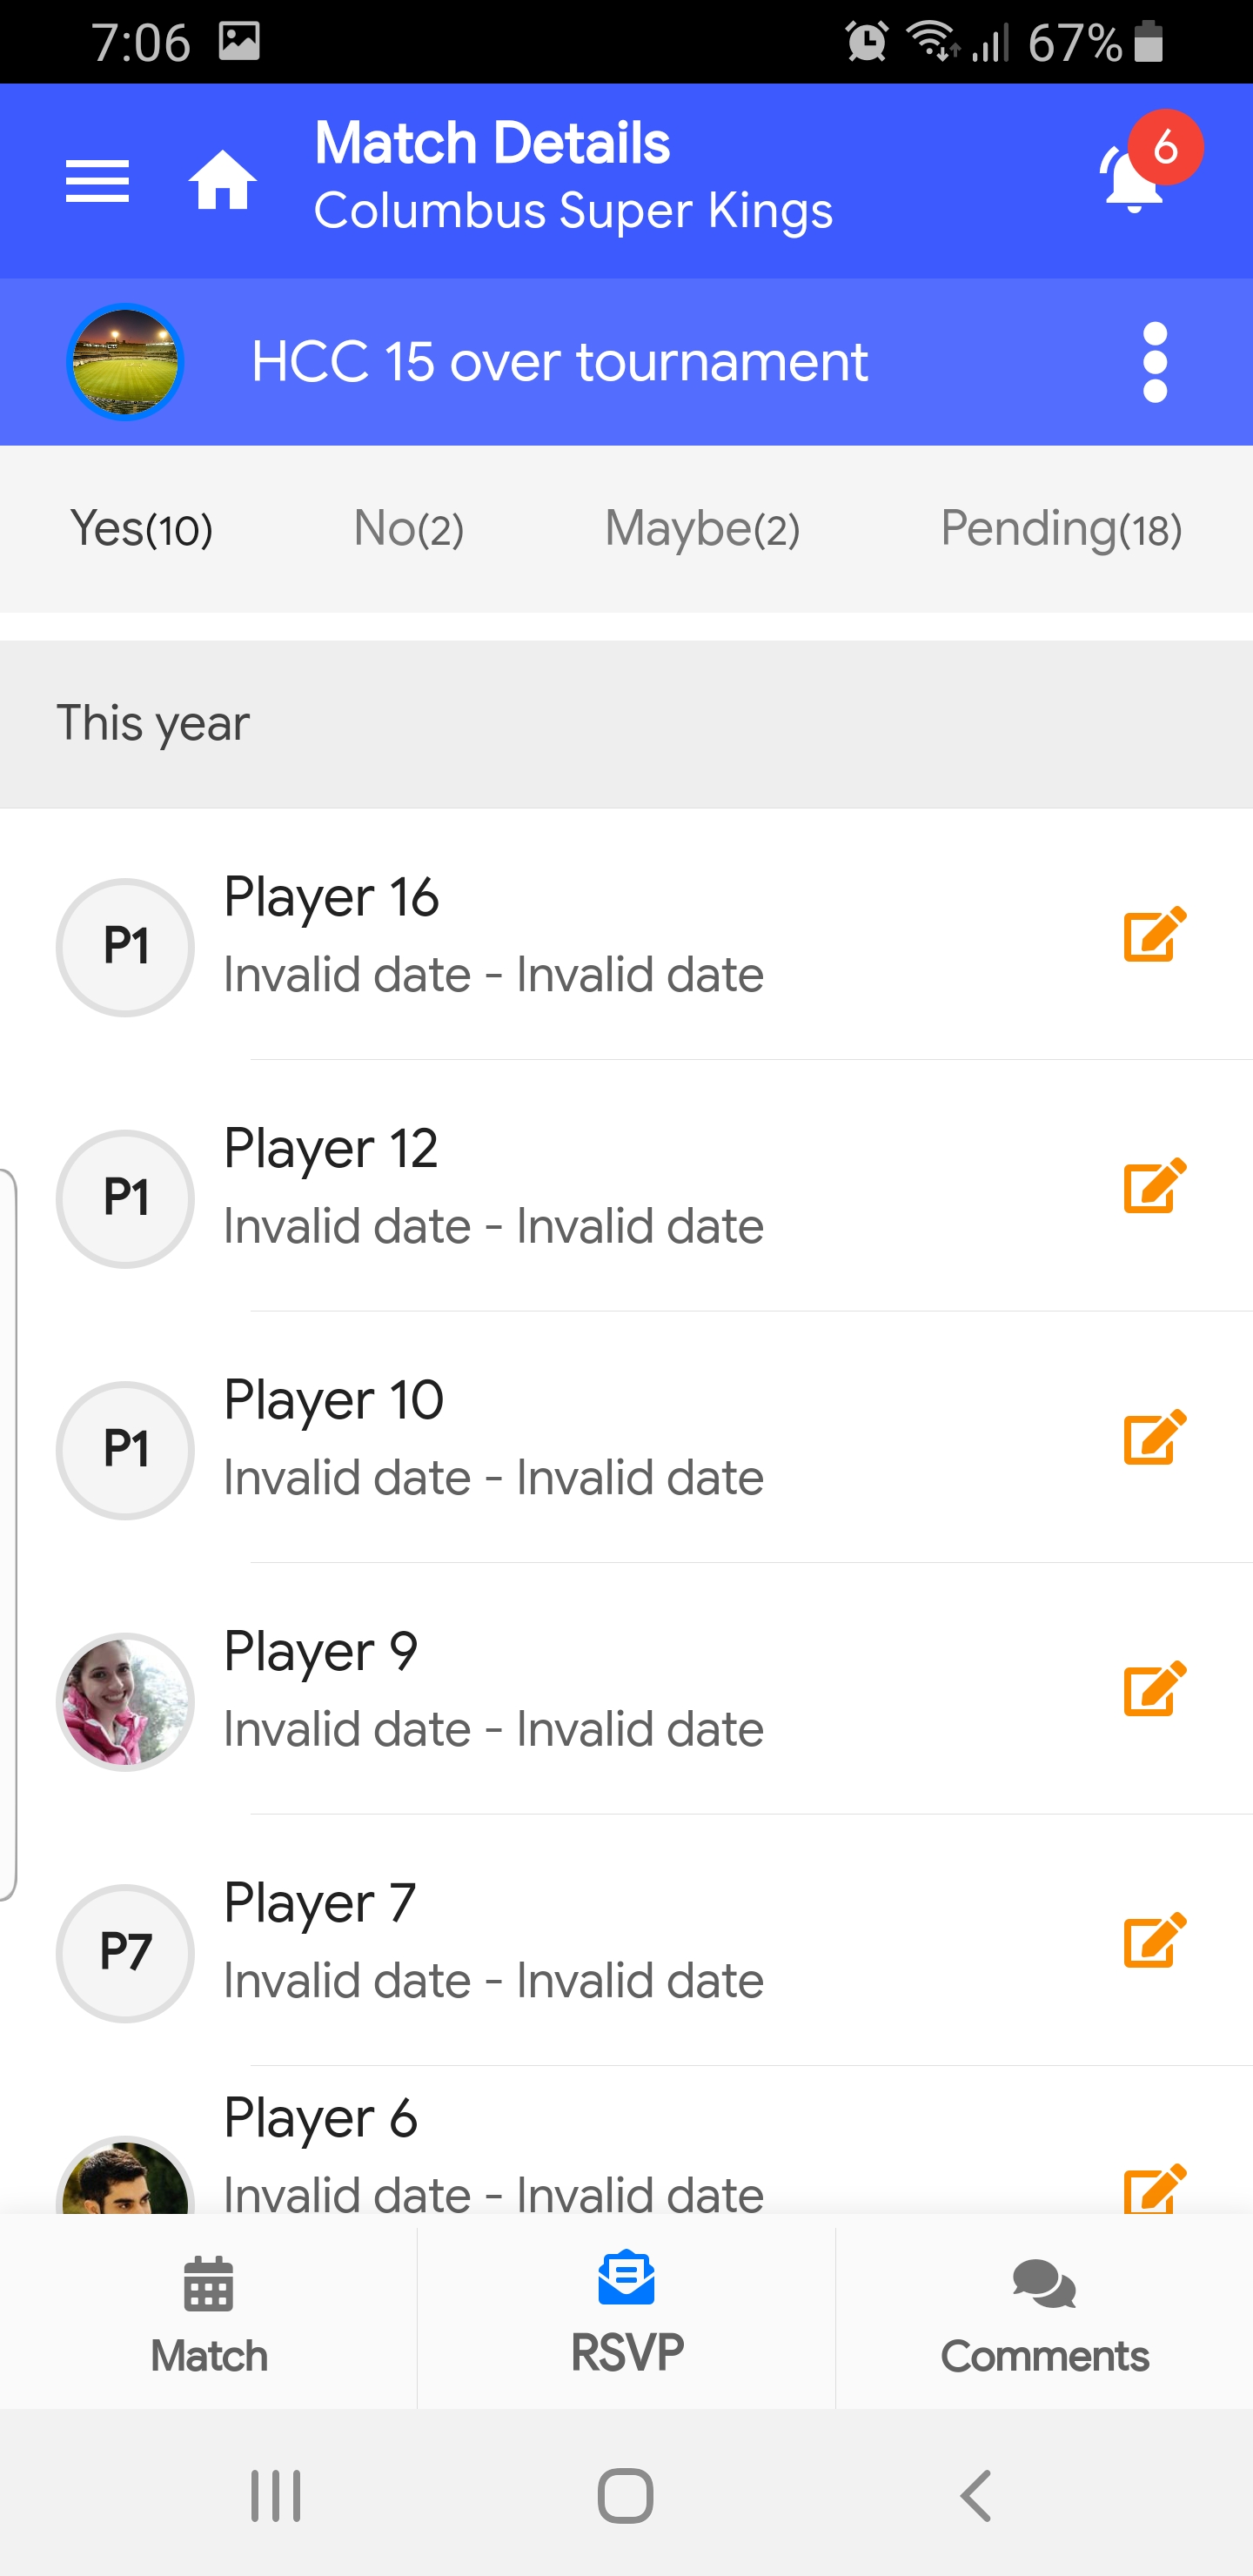 7:06 67%
6
Match Details
Columbus Super Kings
HCC 15 over tournament
Yes(10) No(2) Maybe(2) Pending(18)
This year
Player 16
P1
Invalid date - Invalid date
Player 12
P1
Invalid date - Invalid date
Player 10
P1
Invalid date - Invalid date
Player 9
Invalid date - Invalid date
Player 7
P7
Invalid date - Invalid date
Player 6
Invalid date - Invalid date
Match RSVP Comments